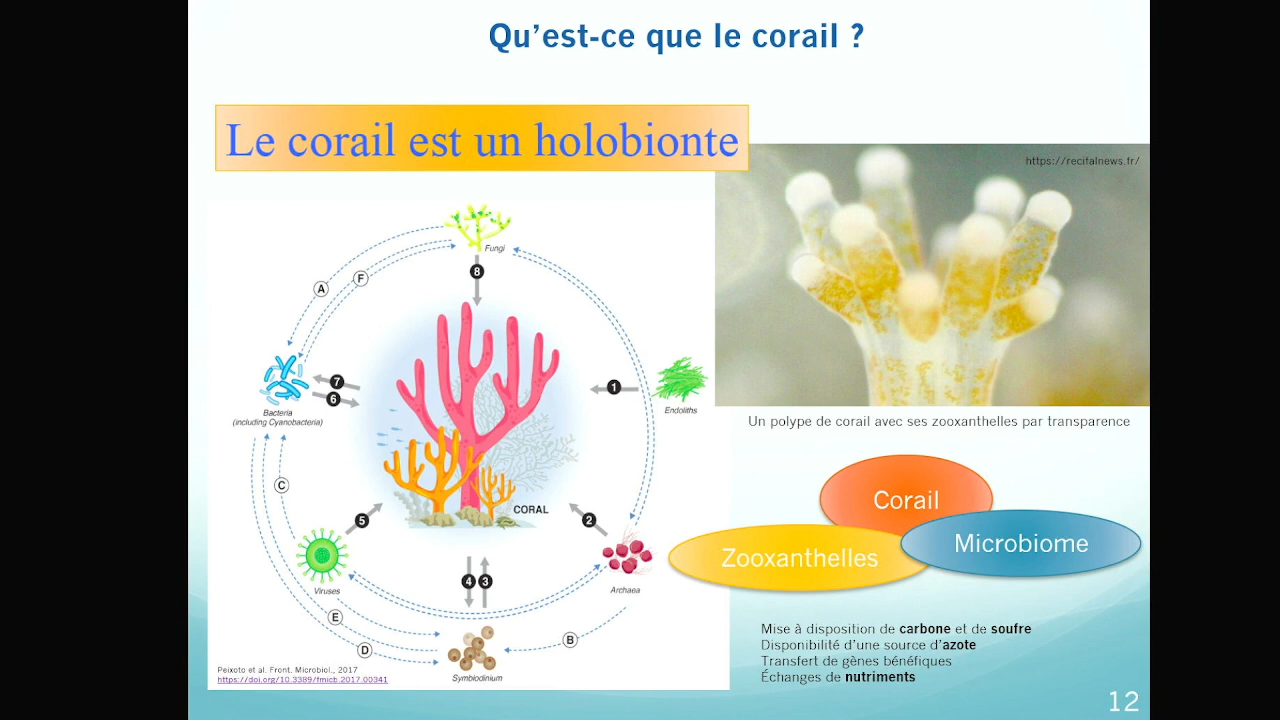 Qu'est-ce que le corail ?
Le corail est un holobionte
https://recifalnews.fr/
Fungi
8
A
F
7
6
Bacteria
(including Cyanobacteria)
1
Endoliths
Un polype de corail avec ses zooxanthelles par transparence
C
CORAL
5
2
Viruses
Archaea
4
3
E
D
B
Symbiodinium
Peixoto et al. Front. Microbiol., 2017
https://doi.org/10.3389/fmicb.2017.00341
Corail
Zooxanthelles
Microbiome
Mise à disposition de carbone et de soufre
Disponibilité d'une source d'azote
Transfert de gènes bénéfiques
Échanges de nutriments
12